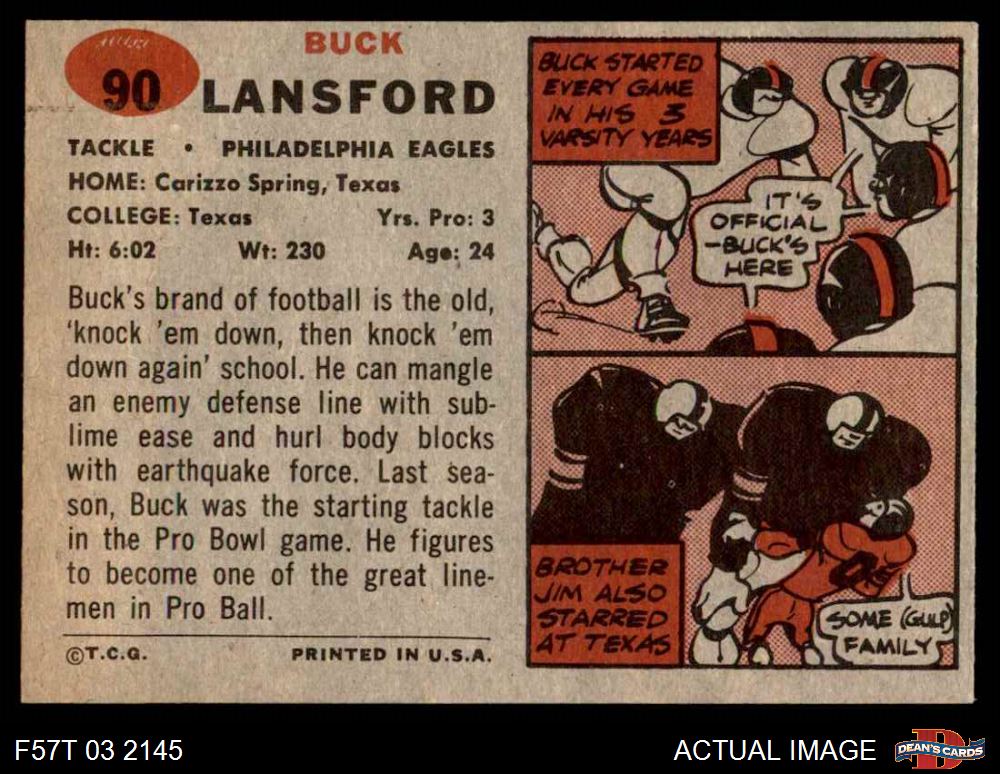 BUCK
90 LANSFORD
TACKLE • PHILADELPHIA EAGLES
HOME: Carizzo Spring, Texas
COLLEGE: Texas Yrs. Pro: 3
Ht: 6:02 Wt: 230 Age: 24
Buck's brand of football is the old,
'knock 'em down, then knock 'em
down again' school. He can mangle
an enemy defense line with sub-
lime ease and hurl body blocks
with earthquake force. Last sea-
son, Buck was the starting tackle
in the Pro Bowl game. He figures
to become one of the great line-
men in Pro Ball.
©T.C.G. PRINTED IN U.S.A.
BUCK STARTED
EVERY GAME
IN HIS 3
VARSITY YEARS
IT'S
OFFICIAL
-BUCK'S
HERE
BROTHER
JIM ALSO
STARRED
AT TEXAS
SOME (GULP)
FAMILY
F57T 03 2145
ACTUAL IMAGE
D
DEAN'S CARDS